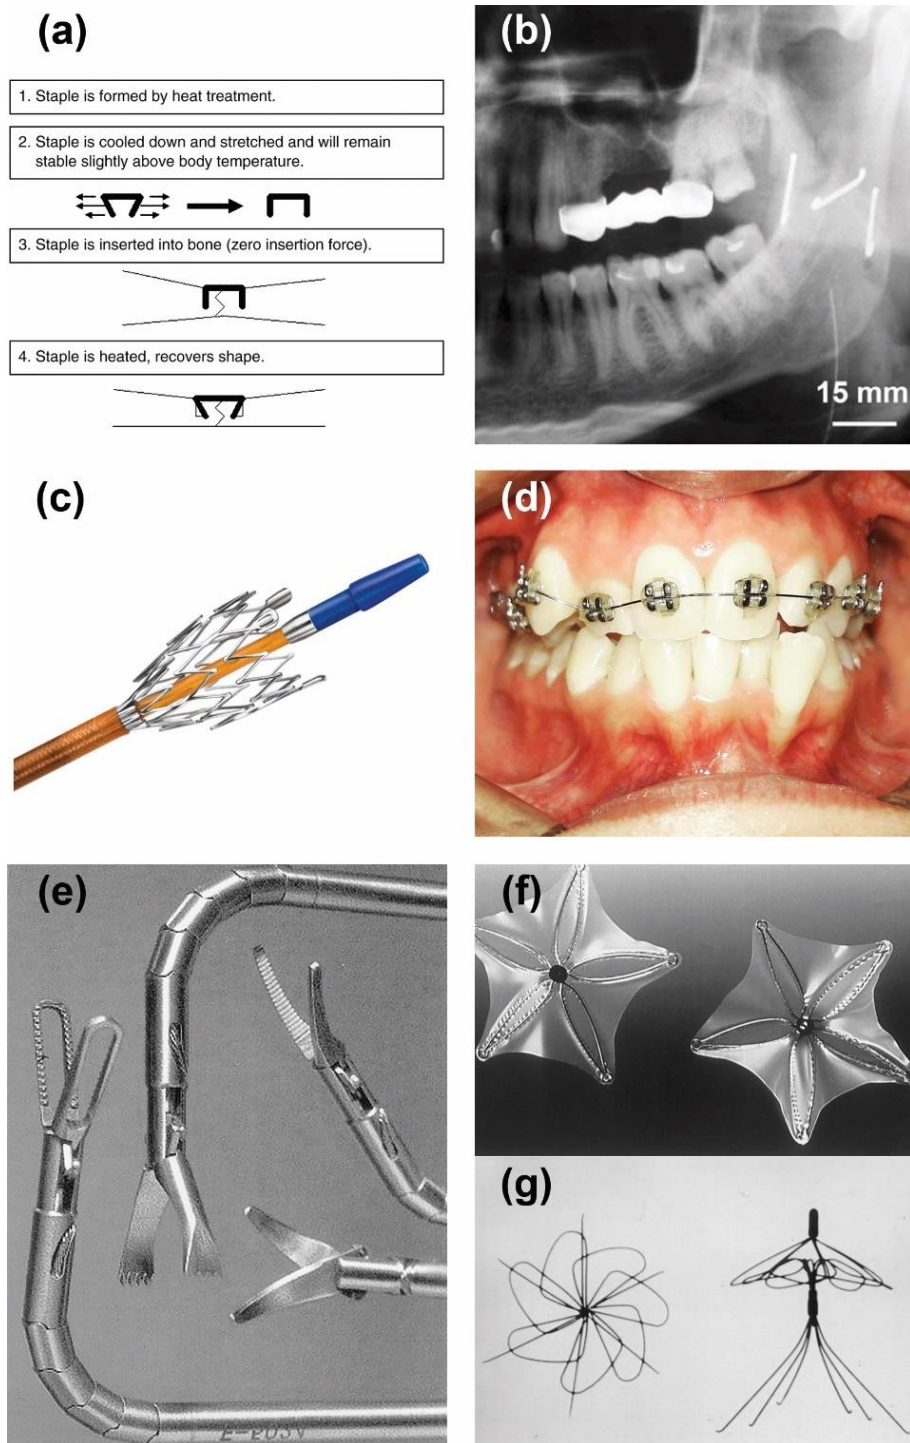 (a)
1. Staple is formed by heat treatment.
2. Staple is cooled down and stretched and will remain
stable slightly above body temperature.
3. Staple is inserted into bone (zero insertion force).
4. Staple is heated, recovers shape.
(b)
15 mm
(c)
(d)
(e)
(f)
(g)